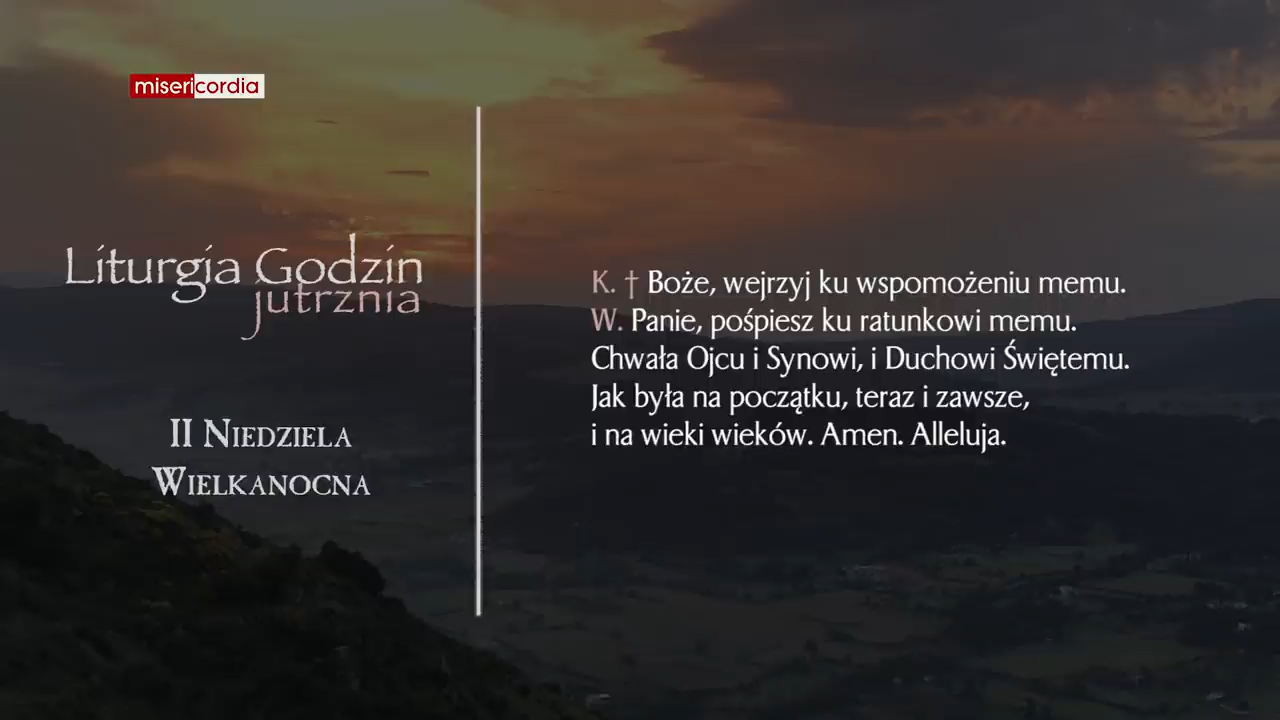 misericordia
Liturgia Godzin
jutrznia
II Niedziela
Wielkanocna
K. † Boże, wejrzyj ku wspomożeniu memu.
W. Panie, pośpiesz ku ratunkowi memu.
Chwała Ojcu i Synowi, i Duchowi Świętemu.
Jak była na początku, teraz i zawsze,
i na wieki wieków. Amen. Alleluja.